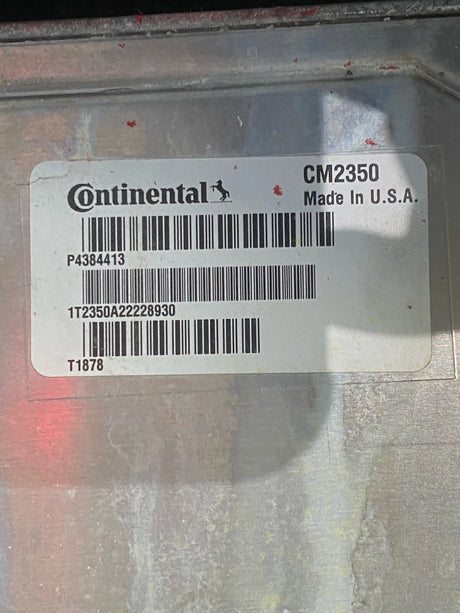 Continental
CM2350
Made In U.S.A.
P4384413
1T2350A22228930
T1878